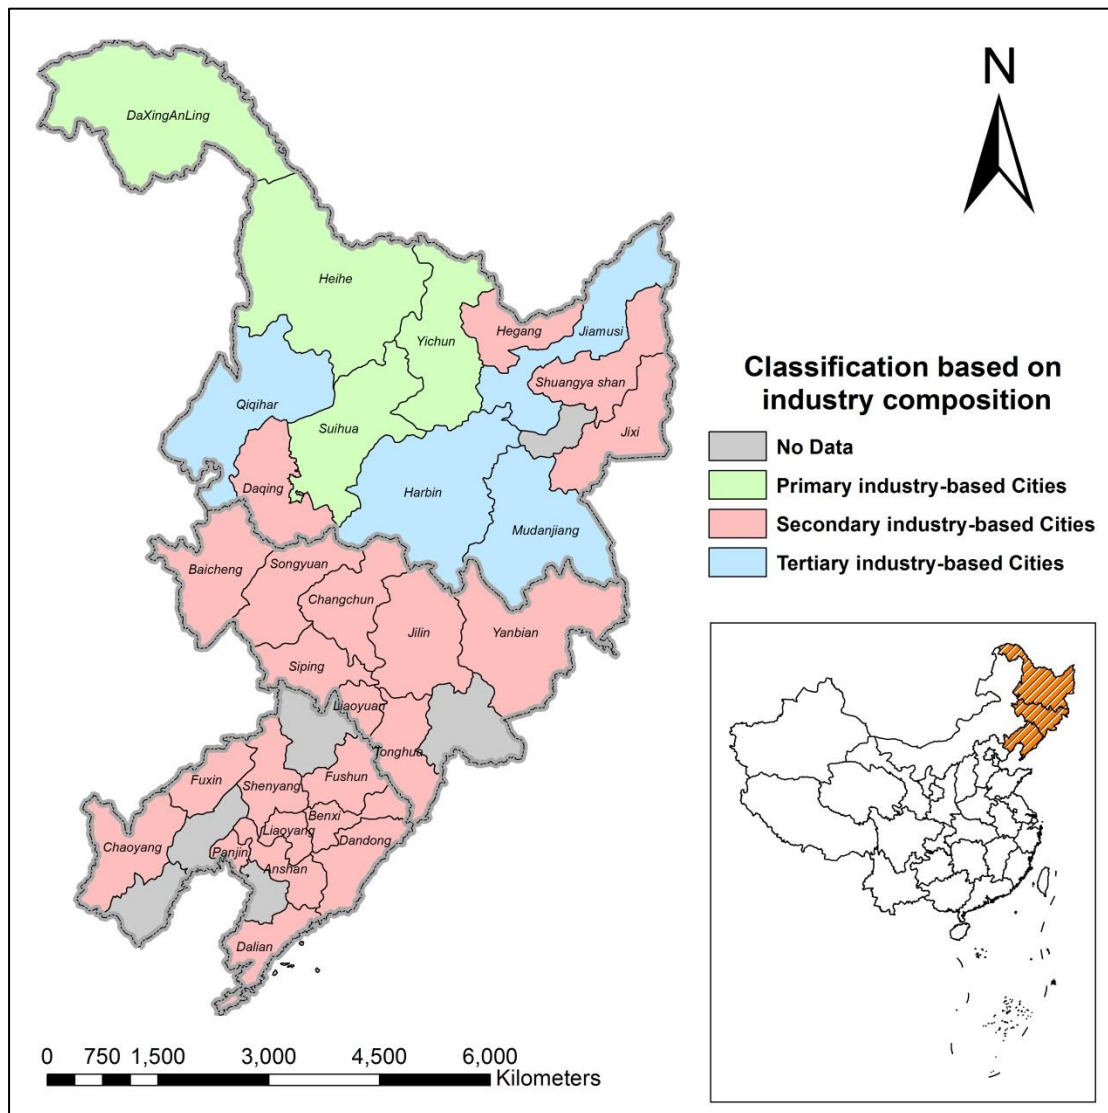 N
DaXingAnLing
Heihe
Hegang
Jiamusi
Yichun
Shuangya shan
Qiqihar
Suihua
Jixi
Daqing
Harbin
Mudanjiang
Baicheng
Songyuan
Changchun
Jilin
Yanbian
Siping
Liaoyuan
Tonghua
Fuxin
Shenyang
Fushun
Benxi
Liaoyang
Dandong
Chaoyang
Panjin
Anshan
Dalian
Classification based on
industry composition
No Data
Primary industry-based Cities
Secondary industry-based Cities
Tertiary industry-based Cities
0 750 1,500 3,000 4,500 6,000
Kilometers